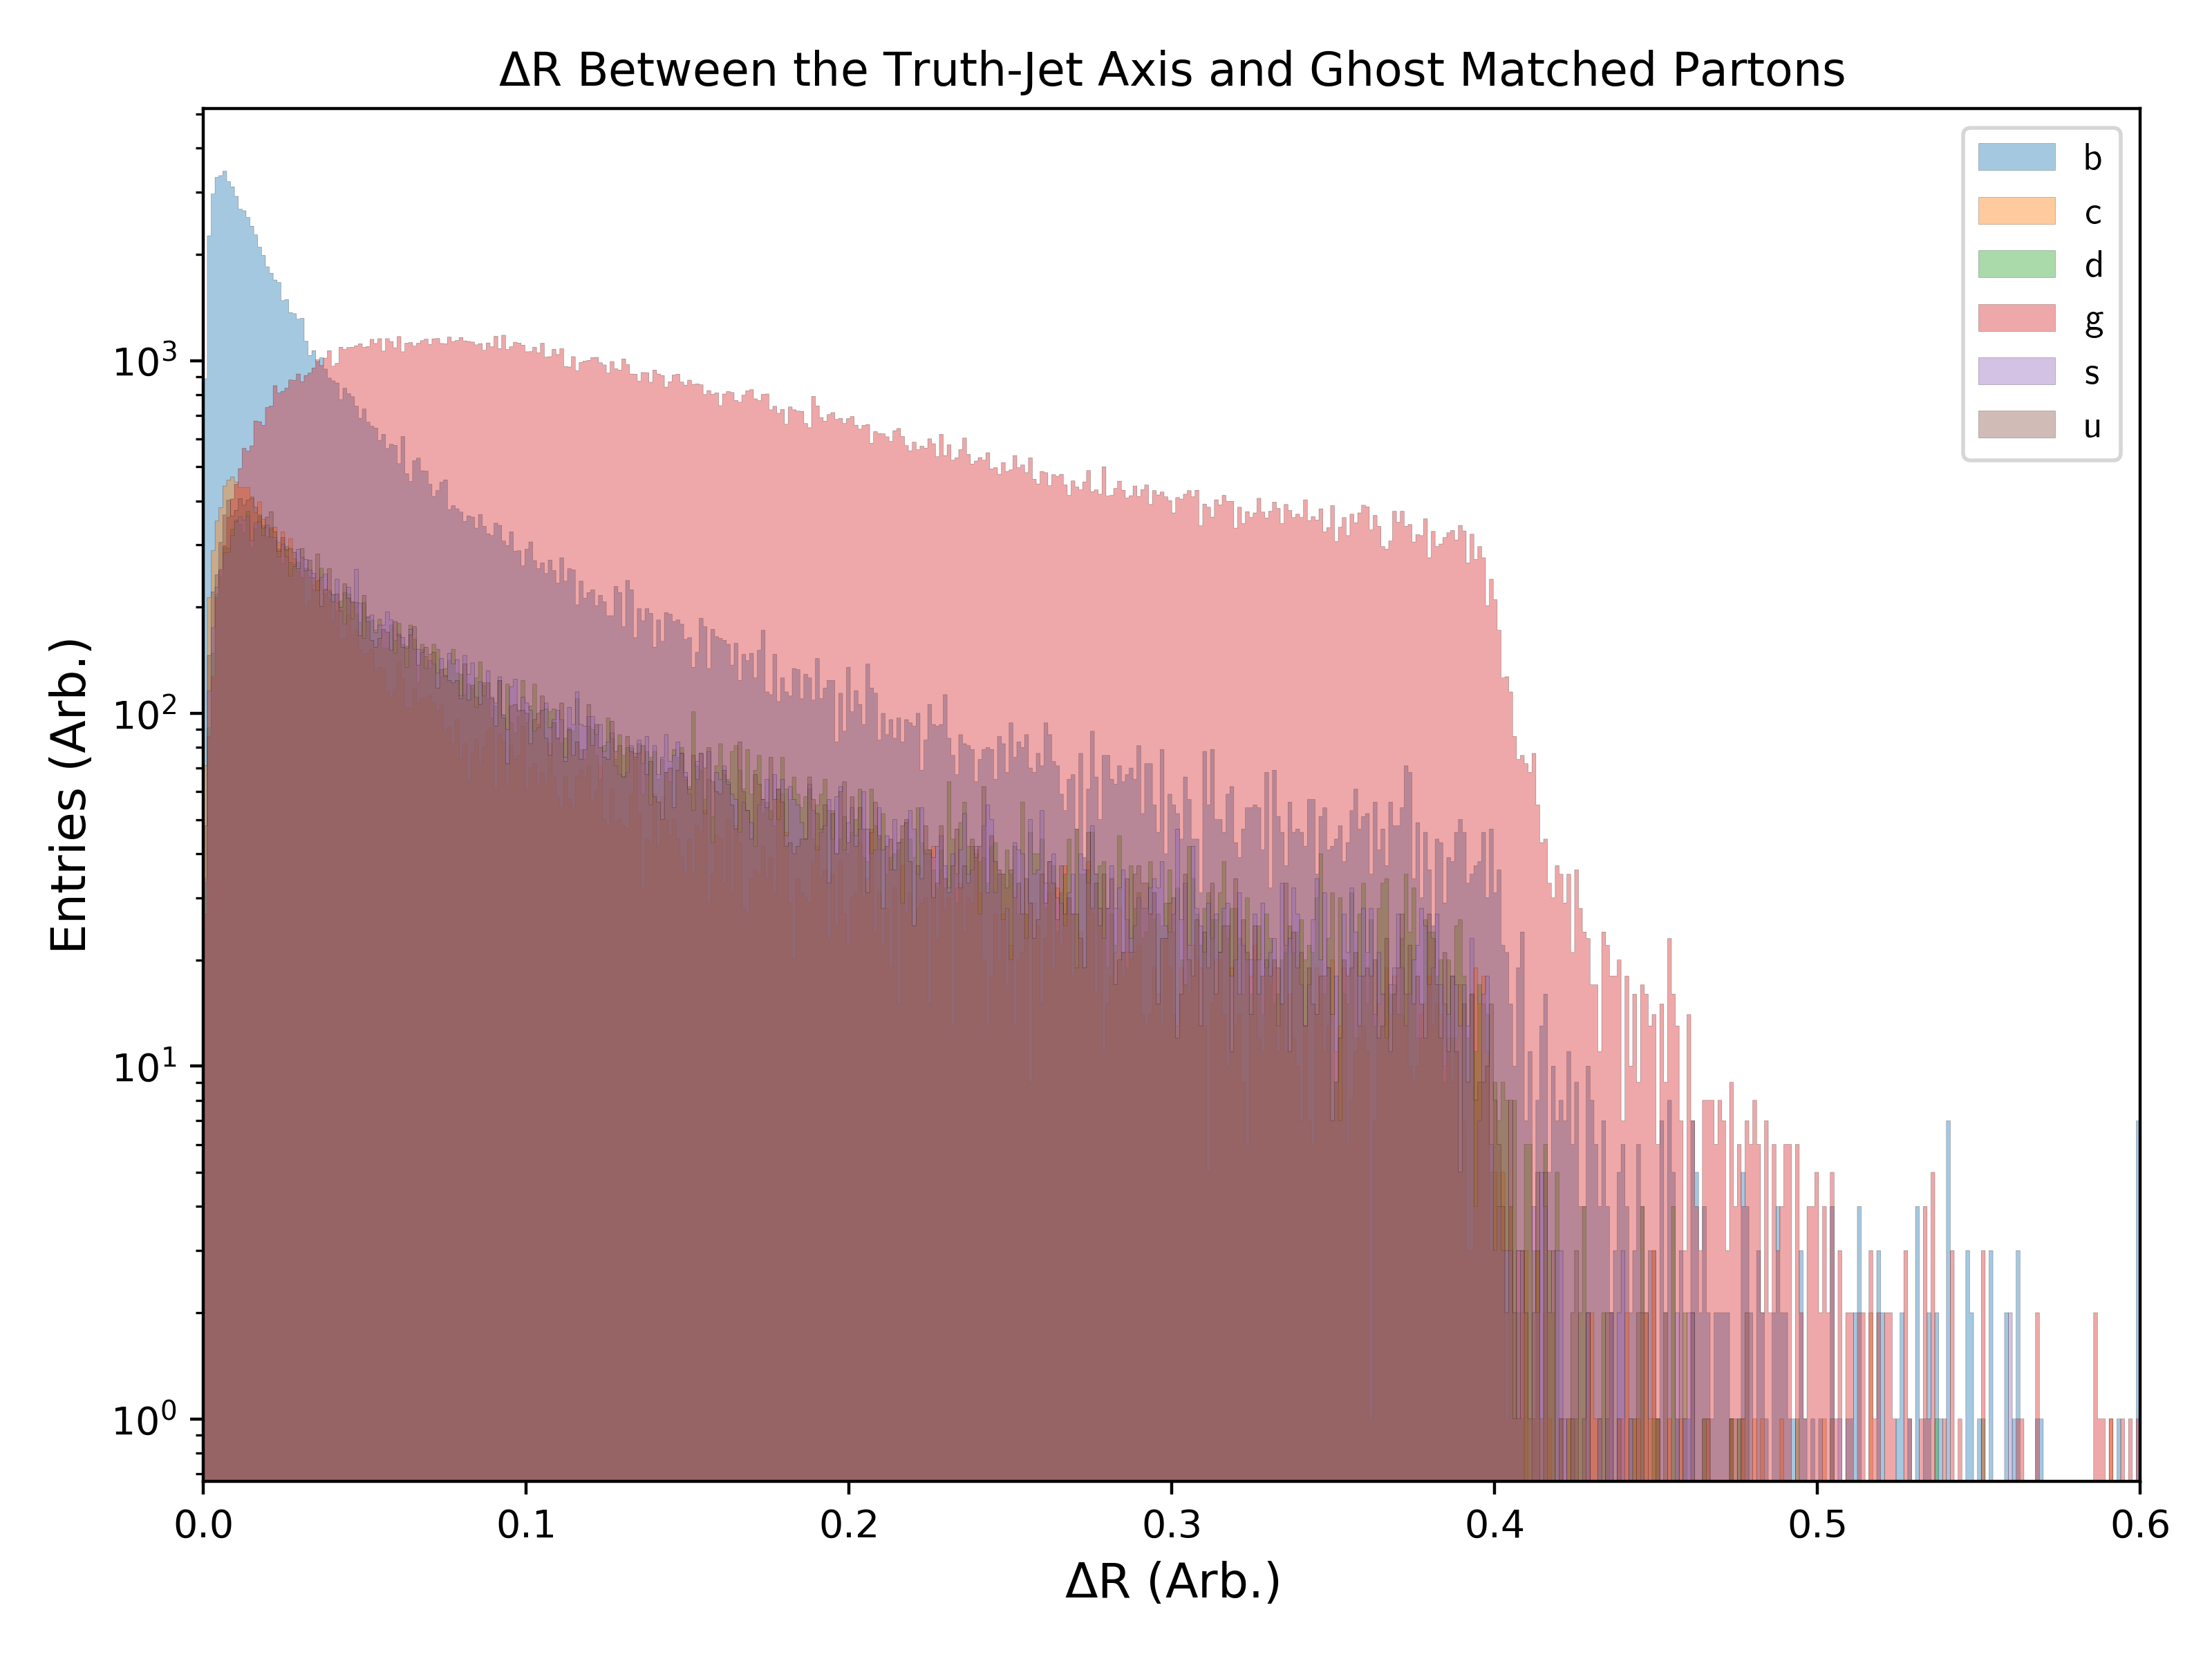 ΔR Between the Truth-Jet Axis and Ghost Matched Partons
b
c
d
g
s
u
10³
10²
10¹
10⁰
Entries (Arb.)
0.0 0.1 0.2 0.3 0.4 0.5 0.6
ΔR (Arb.)